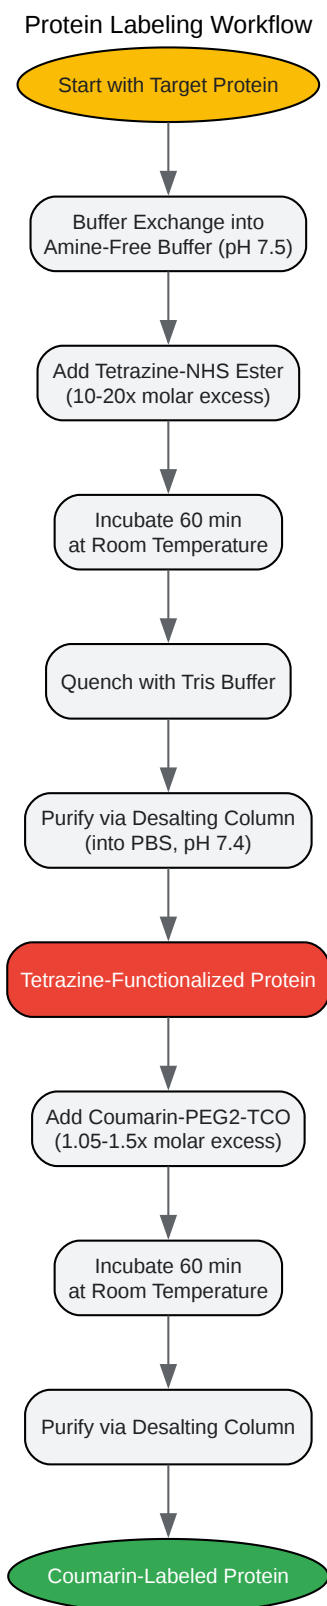 Protein Labeling Workflow
Start with Target Protein
Buffer Exchange into
Amine-Free Buffer (pH 7.5)
Add Tetrazine-NHS Ester
(10-20x molar excess)
Incubate 60 min
at Room Temperature
Quench with Tris Buffer
Purify via Desalting Column
(into PBS, pH 7.4)
Tetrazine-Functionalized Protein
Add Coumarin-PEG2-TCO
(1.05-1.5x molar excess)
Incubate 60 min
at Room Temperature
Purify via Desalting Column
Coumarin-Labeled Protein